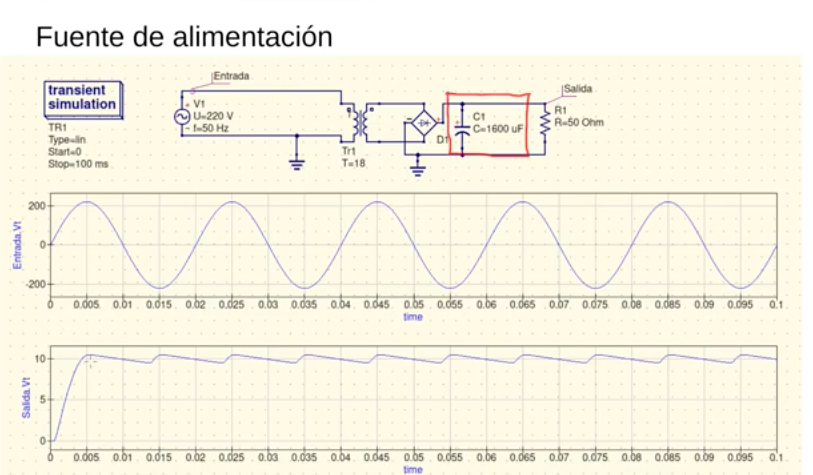 Fuente de alimentación
transient
simulation
TR1
Type=lin
Start=0
Stop=100 ms
Entrada
V1
U=220 V
f=50 Hz
Tr1
T=18
D1
C1
C=1600 uF
Salida
R1
R=50 Ohm
Entrada.Vt
200
0
-200
0 0.005 0.01 0.015 0.02 0.025 0.03 0.035 0.04 0.045 0.05 0.055 0.06 0.065 0.07 0.075 0.08 0.085 0.09 0.095 0.1
time
Salida.Vt
10
5
0
0 0.005 0.01 0.015 0.02 0.025 0.03 0.035 0.04 0.045 0.05 0.055 0.06 0.065 0.07 0.075 0.08 0.085 0.09 0.095 0.1
time